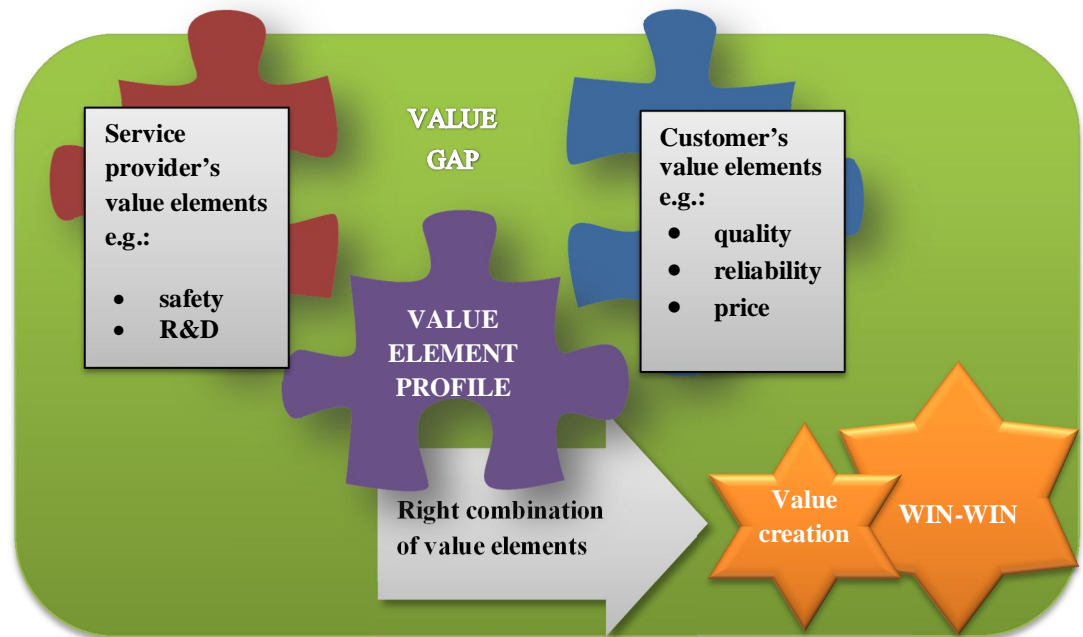 Service
provider's
value elements
e.g.:
• safety
• R&D
VALUE
GAP
Customer's
value elements
e.g.:
• quality
• reliability
• price
VALUE
ELEMENT
PROFILE
Right combination
of value elements
Value
creation
WIN-WIN